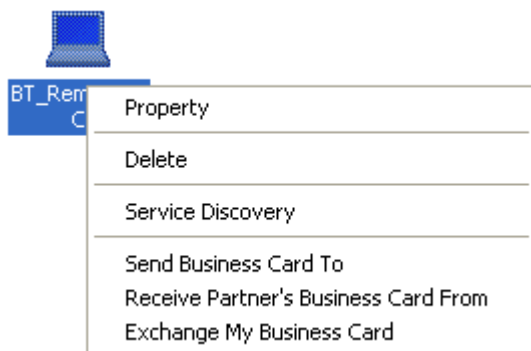 BT_Rem
C
Property
Delete
Service Discovery
Send Business Card To
Receive Partner's Business Card From
Exchange My Business Card